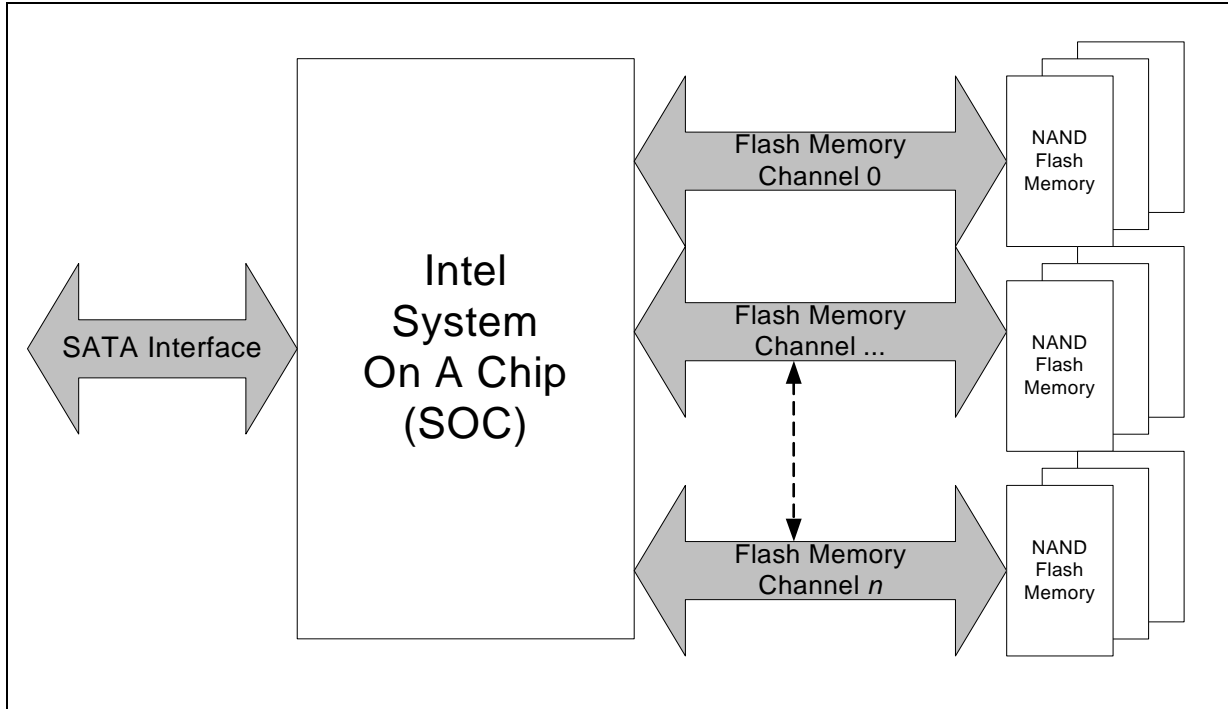 SATA Interface
Intel
System
On A Chip
(SOC)
Flash Memory
Channel 0
NAND
Flash
Memory
Flash Memory
Channel ...
NAND
Flash
Memory
Flash Memory
Channel n
NAND
Flash
Memory